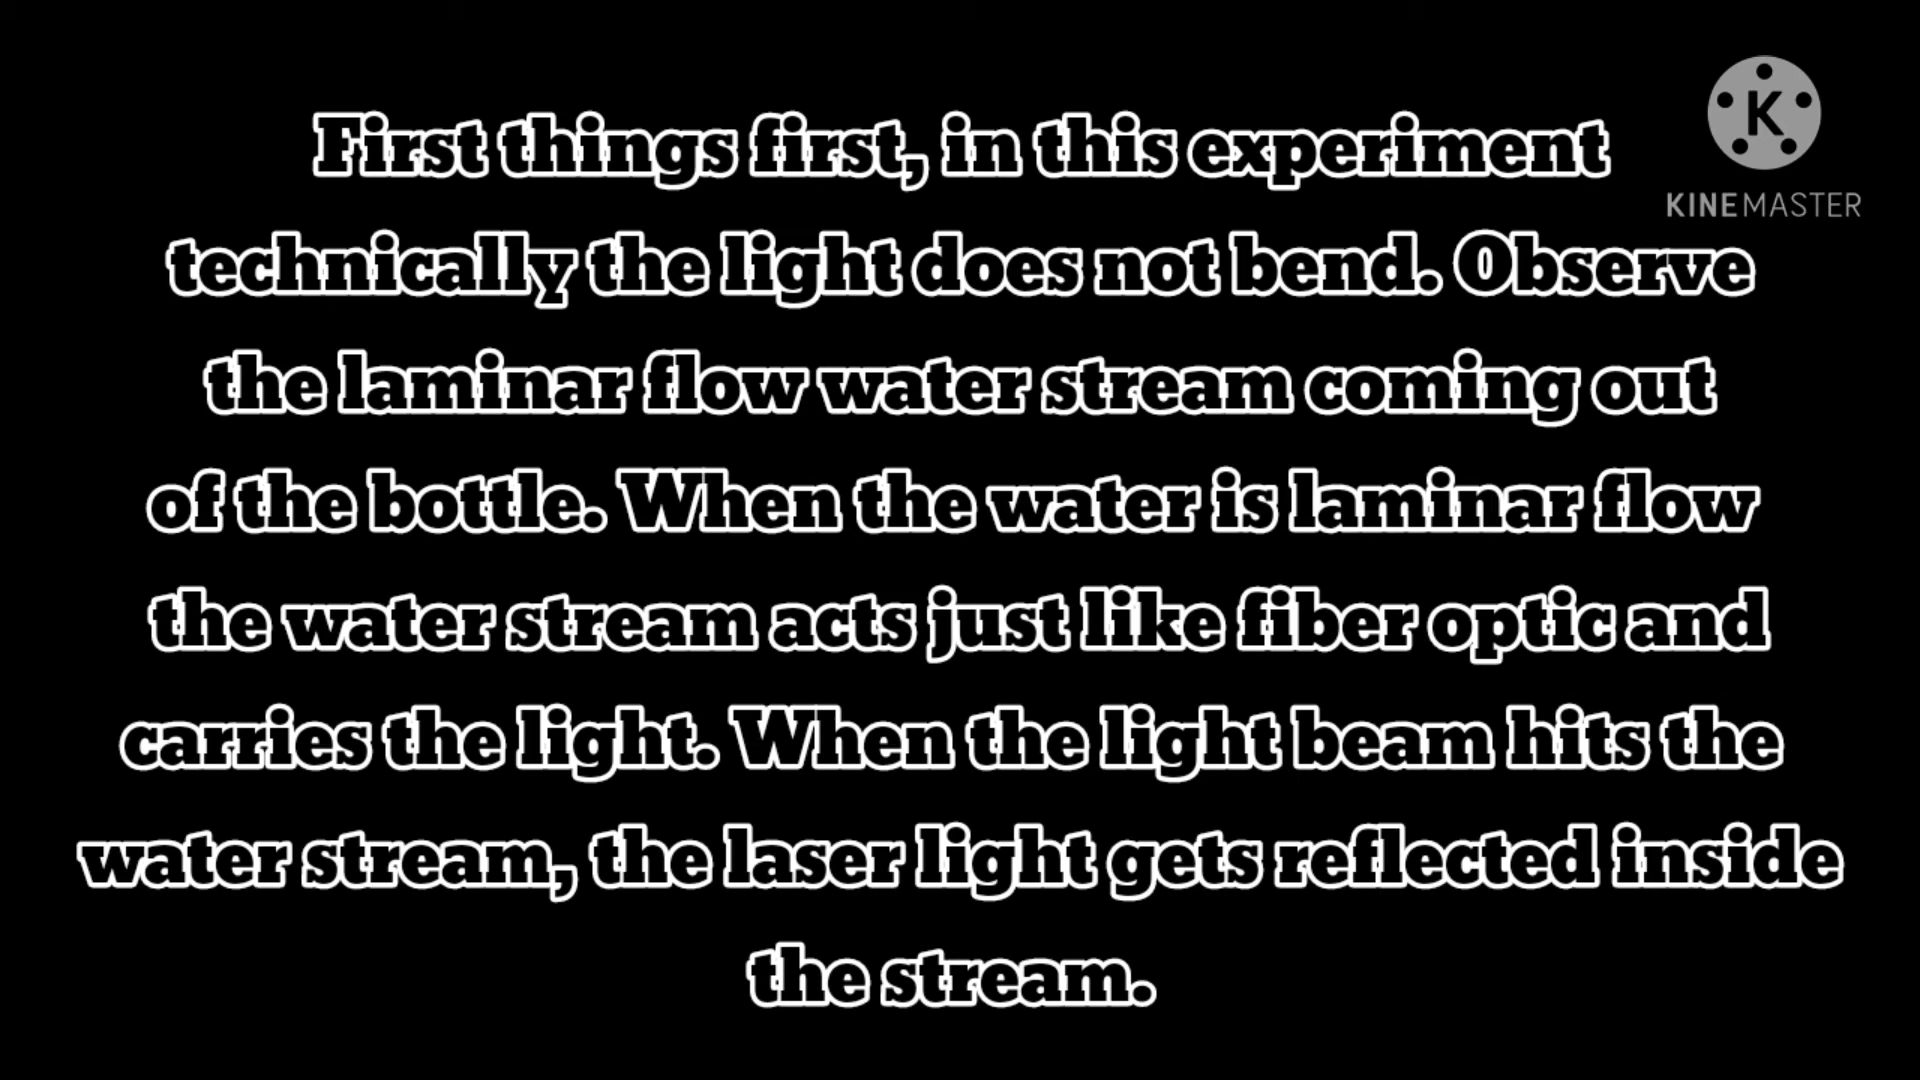 First things first, in this experiment
technically the light does not bend. Observe
the laminar flow water stream coming out
of the bottle. When the water is laminar flow
the water stream acts just like fiber optic and
carries the light. When the light beam hits the
water stream, the laser light gets reflected inside
the stream.
K
KINEMASTER